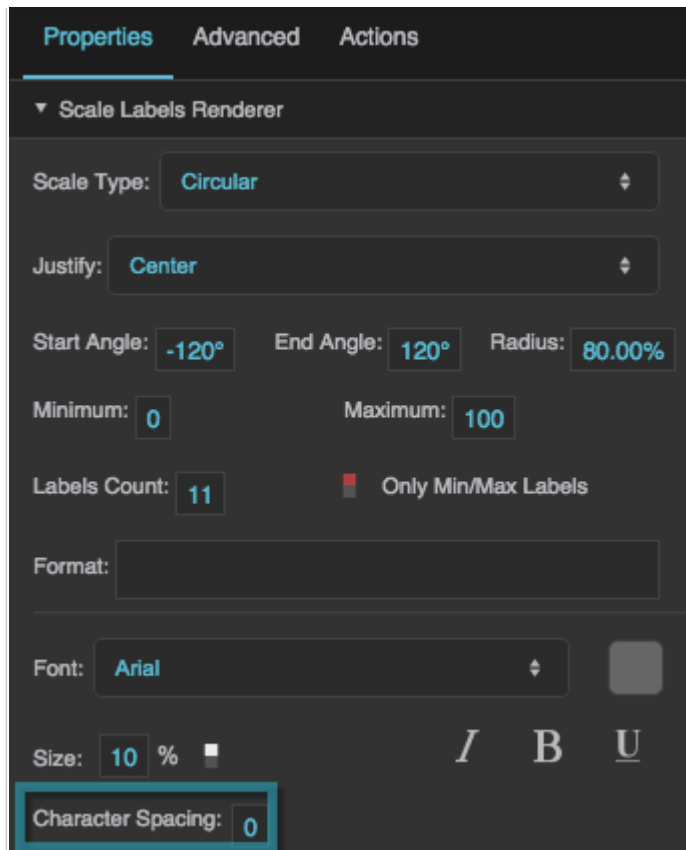 Properties Advanced Actions
Scale Labels Renderer
Scale Type: Circular
Justify: Center
Start Angle: -120° End Angle: 120° Radius: 80.00%
Minimum: 0 Maximum: 100
Labels Count: 11 Only Min/Max Labels
Format:
Font: Arial
Size: 10 % I B U
Character Spacing: 0